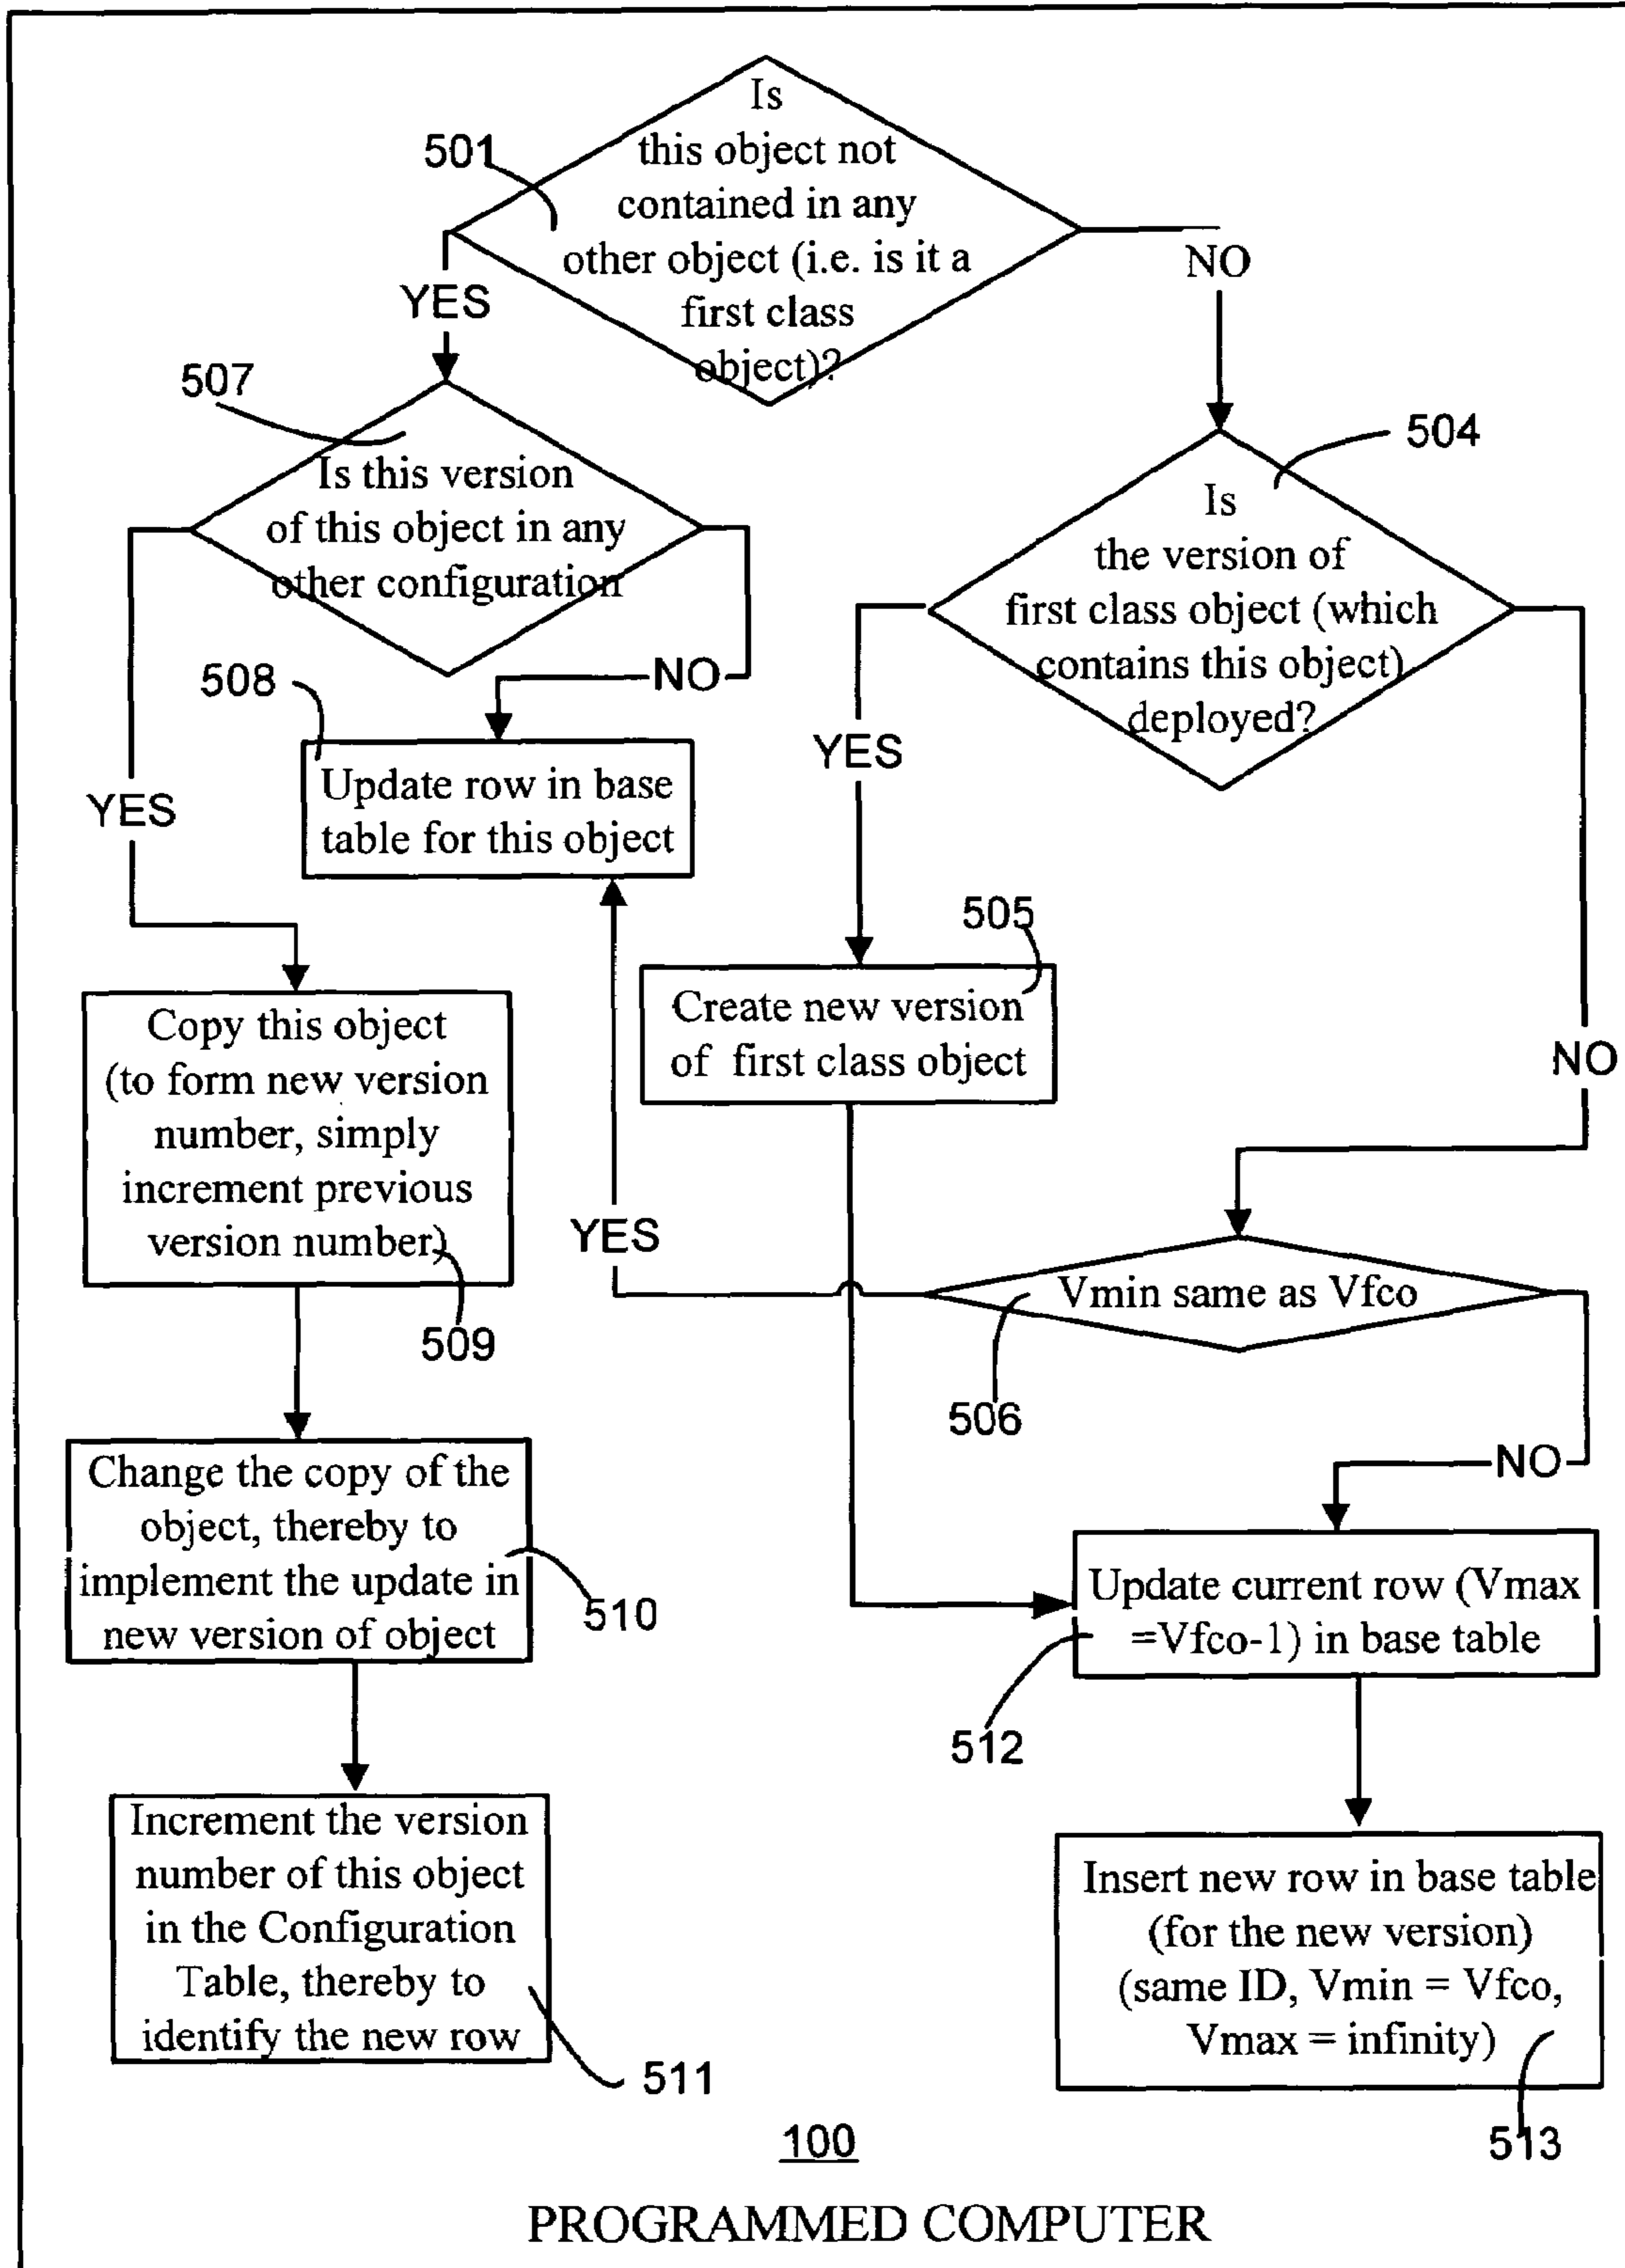 Is
this object not
contained in any
other object (i.e. is it a
first class
object)?
501
YES
NO
507
Is this version
of this object in any
other configuration
504
Is
the version of
first class object (which
contains this object)
deployed?
NO
508
Update row in base
table for this object
YES
YES
505
Create new version
of first class object
NO
Copy this object
(to form new version
number, simply
increment previous
version number)
509
YES
Vmin same as Vfco
506
NO
Change the copy of the
object, thereby to
implement the update in
new version of object
510
Update current row (Vmax
=Vfco-1) in base table
512
Increment the version
number of this object
in the Configuration
Table, thereby to
identify the new row
511
Insert new row in base table
(for the new version)
(same ID, Vmin = Vfco,
Vmax = infinity)
513
100
PROGRAMMED COMPUTER